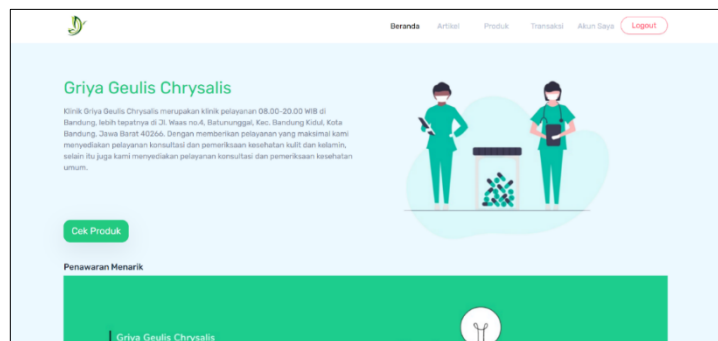 Beranda Artikel Produk Transaksi Akun Saya Logout
Griya Geulis Chrysalis
Klinik Griya Geulis Chrysalis merupakan klinik pelayanan 08.00-20.00 WIB di
Bandung, lebih tepatnya di Jl. Waas no.4, Batununggal, Kec. Bandung Kidul, Kota
Bandung, Jawa Barat 40266. Dengan memberikan pelayanan yang maksimal kami
menyediakan pelayanan konsultasi dan pemeriksaan kesehatan kulit dan kelamin,
selain itu juga kami menyediakan pelayanan konsultasi dan pemeriksaan kesehatan
umum.
Cek Produk
Penawaran Menarik
Griya Geulis Chrysalis